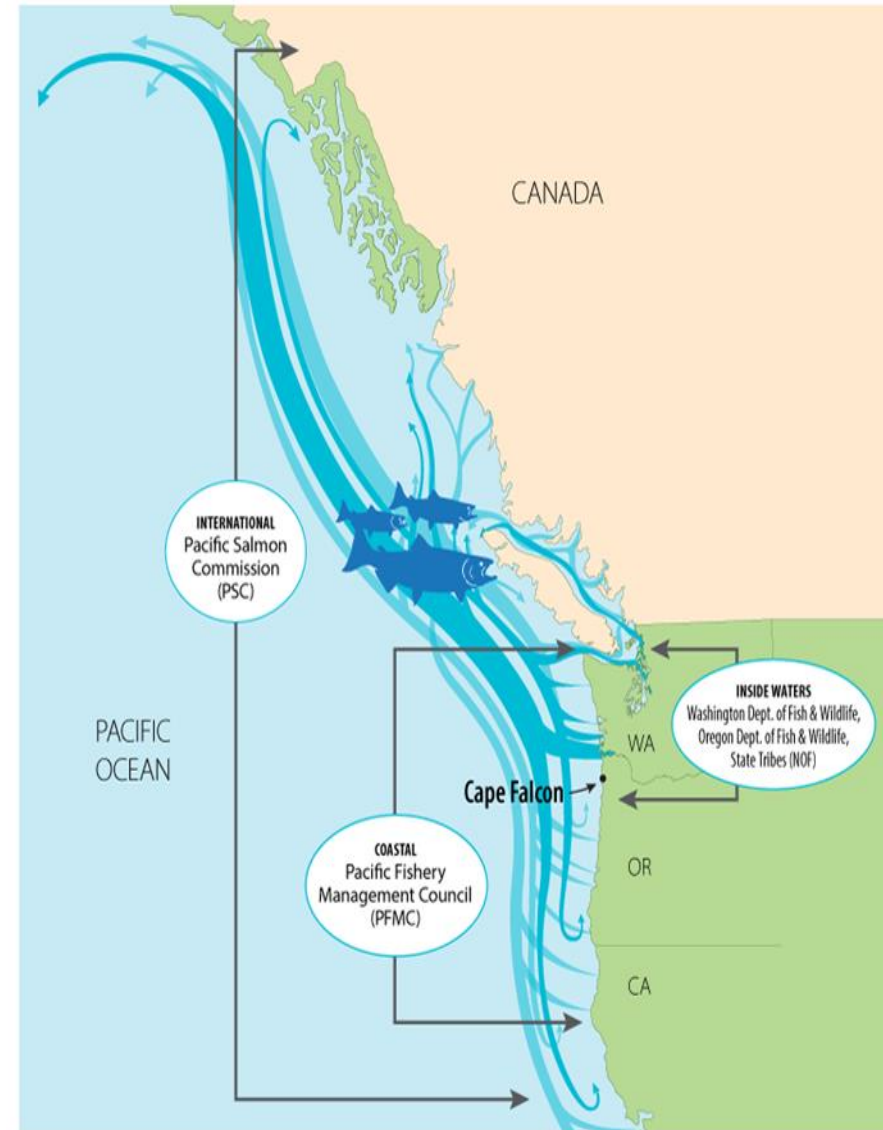 CANADA
INTERNATIONAL
Pacific Salmon
Commission
(PSC)
PACIFIC
OCEAN
INSIDE WATERS
Washington Dept. of Fish & Wildlife,
Oregon Dept. of Fish & Wildlife,
State Tribes (NOF)
WA
Cape Falcon
COASTAL
Pacific Fishery
Management Council
(PFMC)
OR
CA